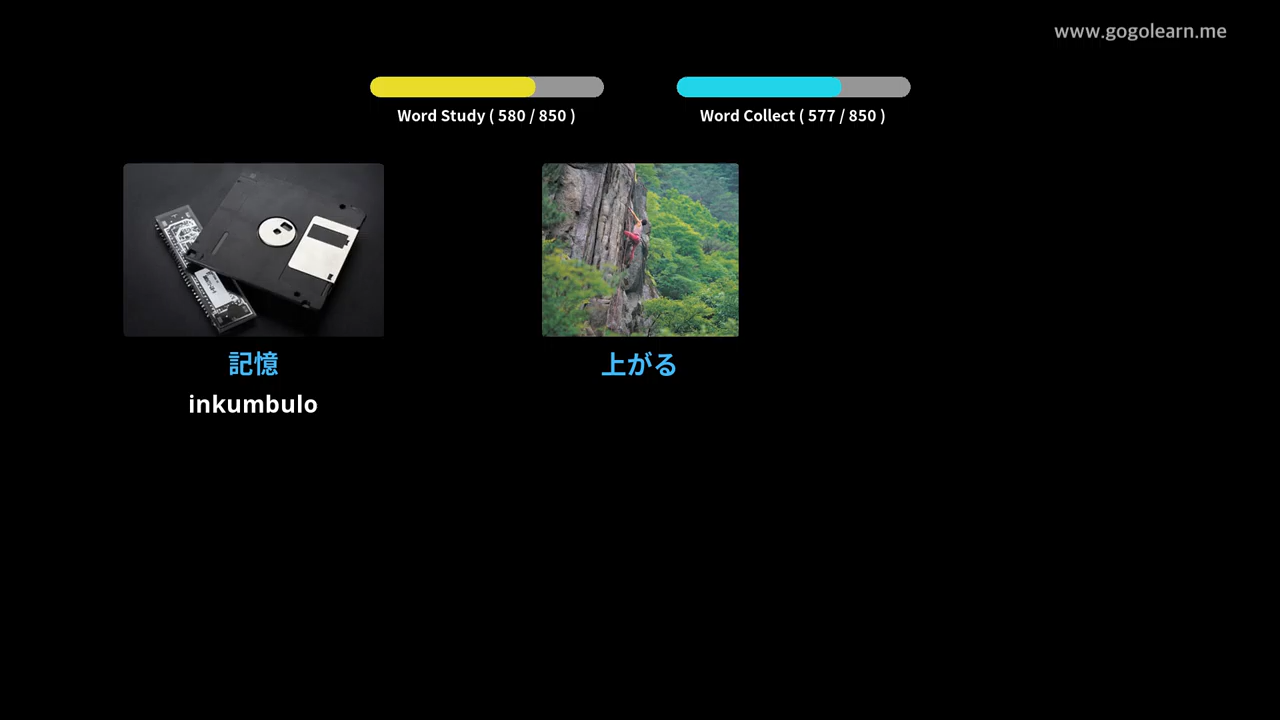 www.gogolearn.me
Word Study ( 580 / 850 )
Word Collect ( 577 / 850 )
記憶
inkumbulo
上がる